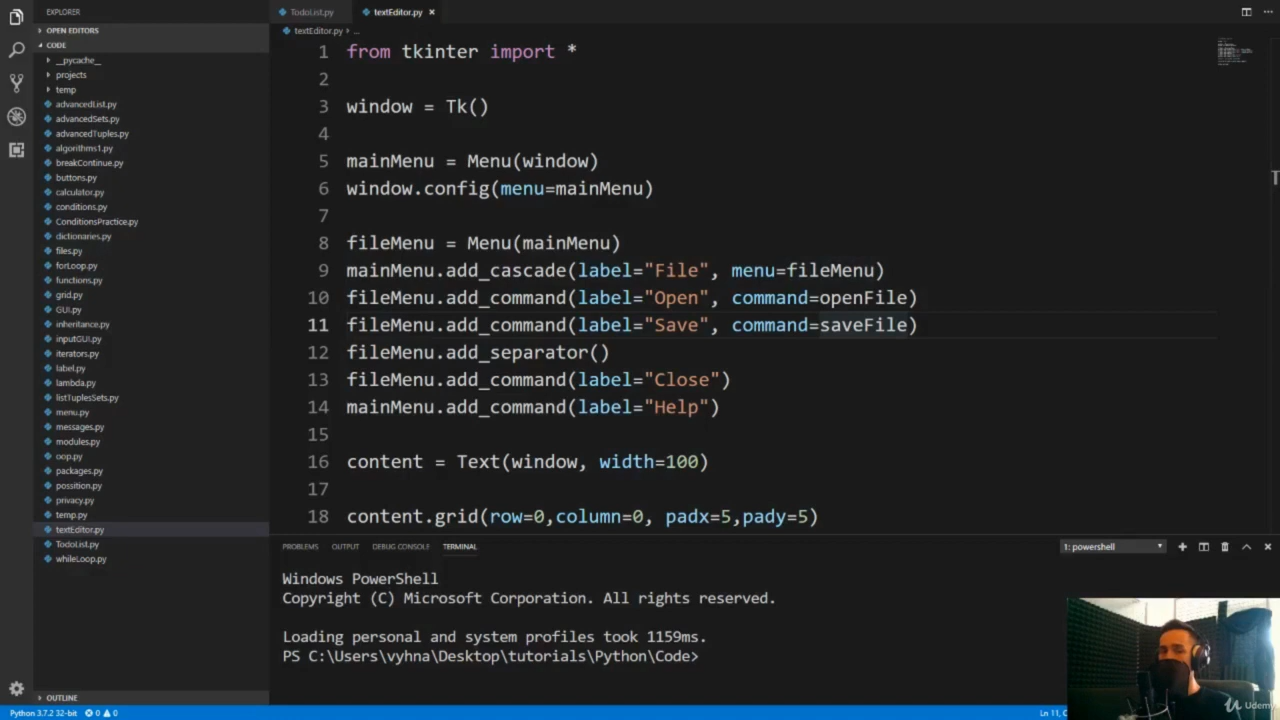 EXPLORER
OPEN EDITORS
CODE
__pycache__
projects
temp
advancedList.py
advancedSets.py
advancedTuples.py
algorithms1.py
breakContinue.py
buttons.py
calculator.py
conditions.py
ConditionsPractice.py
dictionaries.py
files.py
forLoop.py
functions.py
grid.py
GUI.py
inheritance.py
inputGUI.py
iterators.py
label.py
lambda.py
listTuplesSets.py
menu.py
messages.py
modules.py
oop.py
packages.py
possition.py
privacy.py
temp.py
textEditor.py
TodoList.py
whileLoop.py
OUTLINE
TodoList.py textEditor.py ×
textEditor.py › ...
1 from tkinter import *
2
3 window = Tk()
4
5 mainMenu = Menu(window)
6 window.config(menu=mainMenu)
7
8 fileMenu = Menu(mainMenu)
9 mainMenu.add_cascade(label="File", menu=fileMenu)
10 fileMenu.add_command(label="Open", command=openFile)
11 fileMenu.add_command(label="Save", command=saveFile)
12 fileMenu.add_separator()
13 fileMenu.add_command(label="Close")
14 mainMenu.add_command(label="Help")
15
16 content = Text(window, width=100)
17
18 content.grid(row=0,column=0, padx=5,pady=5)
PROBLEMS OUTPUT DEBUG CONSOLE TERMINAL 1: powershell
Windows PowerShell
Copyright (C) Microsoft Corporation. All rights reserved.
Loading personal and system profiles took 1159ms.
PS C:\Users\vyhna\Desktop\tutorials\Python\Code>
Python 3.7.2 32-bit 0 0 Ln 11,
Udemy